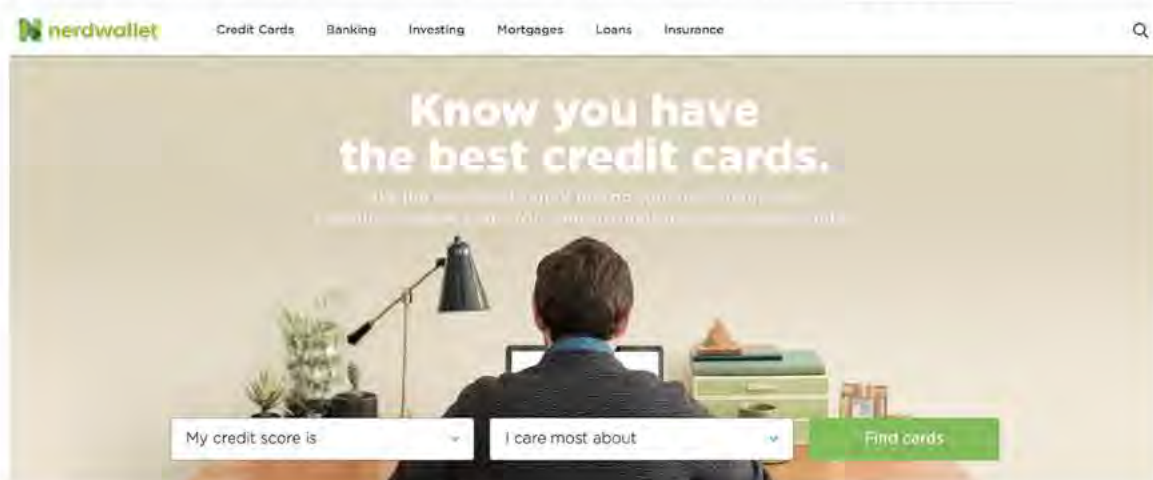 nerdwallet
Credit Cards Banking Investing Mortgages Loans Insurance
Know you have
the best credit cards.
My credit score is
I care most about
Find cards